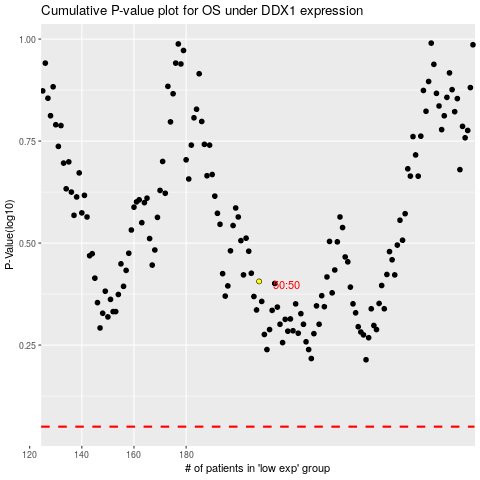 Cumulative P-value plot for OS under DDX1 expression
P-Value(log10)
1.00
0.75
0.50
0.25
50:50
120 140 160 180
# of patients in 'low exp' group